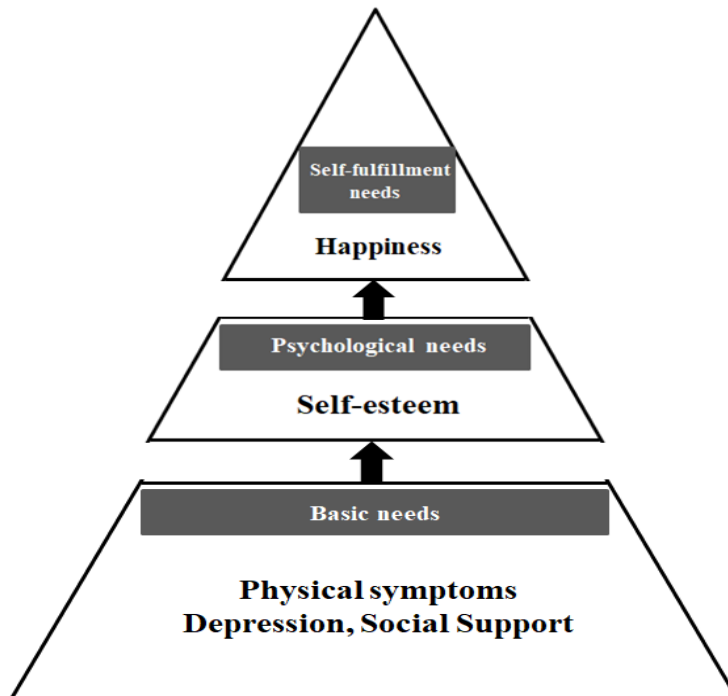 Self-fulfillment
needs
Happiness
Psychological needs
Self-esteem
Basic needs
Physical symptoms
Depression, Social Support